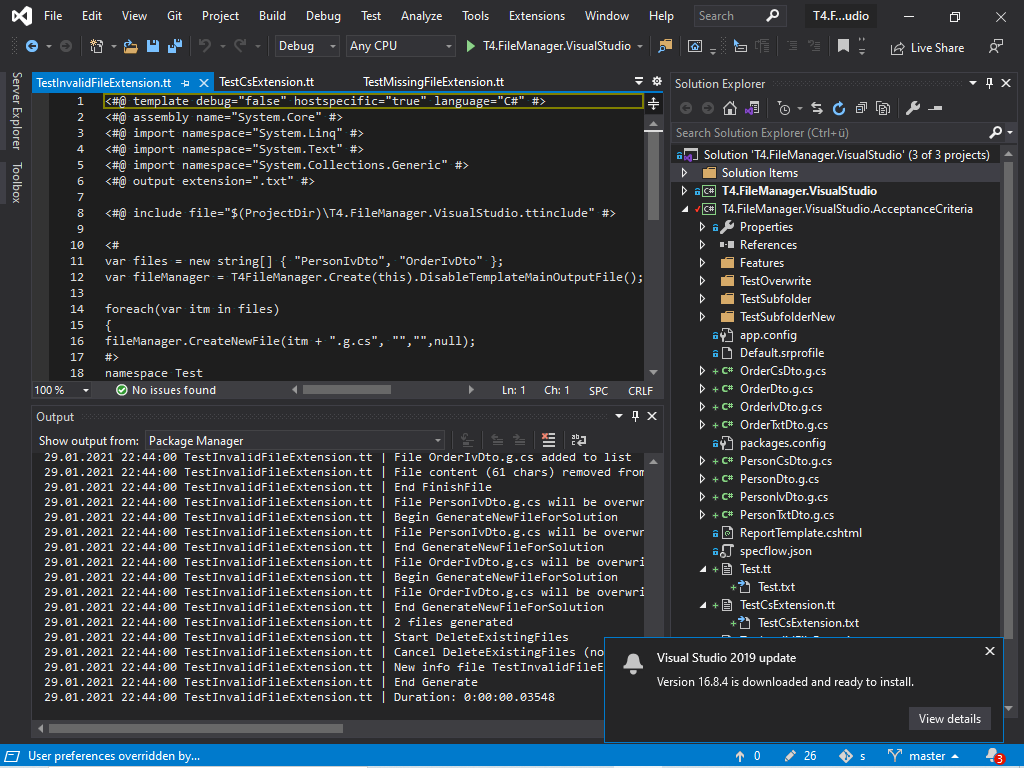 File Edit View Git Project Build Debug Test Analyze Tools Extensions Window Help Search T4.F...udio
Debug Any CPU T4.FileManager.VisualStudio Live Share
Server Explorer
Toolbox
TestInvalidFileExtension.tt TestCsExtension.tt TestMissingFileExtension.tt
1 <#@ template debug="false" hostspecific="true" language="C#" #>
2 <#@ assembly name="System.Core" #>
3 <#@ import namespace="System.Linq" #>
4 <#@ import namespace="System.Text" #>
5 <#@ import namespace="System.Collections.Generic" #>
6 <#@ output extension=".txt" #>
7
8 <#@ include file="$(ProjectDir)\T4.FileManager.VisualStudio.ttinclude" #>
9
10 <#
11 var files = new string[] { "PersonIvDto", "OrderIvDto" };
12 var fileManager = T4FileManager.Create(this).DisableTemplateMainOutputFile();
13
14 foreach(var itm in files)
15 {
16 fileManager.CreateNewFile(itm + ".g.cs", "","",null);
17 #>
18 namespace Test
100 % No issues found Ln: 1 Ch: 1 SPC CRLF
Output
Show output from: Package Manager
29.01.2021 22:44:00 TestInvalidFileExtension.tt | File OrderIvDto.g.cs added to list
29.01.2021 22:44:00 TestInvalidFileExtension.tt | File content (61 chars) removed from
29.01.2021 22:44:00 TestInvalidFileExtension.tt | End FinishFile
29.01.2021 22:44:00 TestInvalidFileExtension.tt | File PersonIvDto.g.cs will be overwr
29.01.2021 22:44:00 TestInvalidFileExtension.tt | Begin GenerateNewFileForSolution
29.01.2021 22:44:00 TestInvalidFileExtension.tt | File PersonIvDto.g.cs will be overwr
29.01.2021 22:44:00 TestInvalidFileExtension.tt | End GenerateNewFileForSolution
29.01.2021 22:44:00 TestInvalidFileExtension.tt | File OrderIvDto.g.cs will be overwri
29.01.2021 22:44:00 TestInvalidFileExtension.tt | Begin GenerateNewFileForSolution
29.01.2021 22:44:00 TestInvalidFileExtension.tt | File OrderIvDto.g.cs will be overwri
29.01.2021 22:44:00 TestInvalidFileExtension.tt | End GenerateNewFileForSolution
29.01.2021 22:44:00 TestInvalidFileExtension.tt | 2 files generated
29.01.2021 22:44:00 TestInvalidFileExtension.tt | Start DeleteExistingFiles
29.01.2021 22:44:00 TestInvalidFileExtension.tt | Cancel DeleteExistingFiles (no
29.01.2021 22:44:00 TestInvalidFileExtension.tt | New info file TestInvalidFileE
29.01.2021 22:44:00 TestInvalidFileExtension.tt | End Generate
29.01.2021 22:44:00 TestInvalidFileExtension.tt | Duration: 0:00:00.03548
Solution Explorer
Search Solution Explorer (Ctrl+ü)
Solution 'T4.FileManager.VisualStudio' (3 of 3 projects)
Solution Items
C# T4.FileManager.VisualStudio
C# T4.FileManager.VisualStudio.AcceptanceCriteria
Properties
References
Features
TestOverwrite
TestSubfolder
TestSubfolderNew
app.config
Default.srprofile
C# OrderCsDto.g.cs
C# OrderDto.g.cs
C# OrderIvDto.g.cs
C# OrderTxtDto.g.cs
packages.config
C# PersonCsDto.g.cs
C# PersonDto.g.cs
C# PersonIvDto.g.cs
C# PersonTxtDto.g.cs
ReportTemplate.cshtml
specflow.json
Test.tt
Test.txt
TestCsExtension.tt
TestCsExtension.txt
Visual Studio 2019 update
Version 16.8.4 is downloaded and ready to install.
View details
User preferences overridden by... 0 26 s master 3